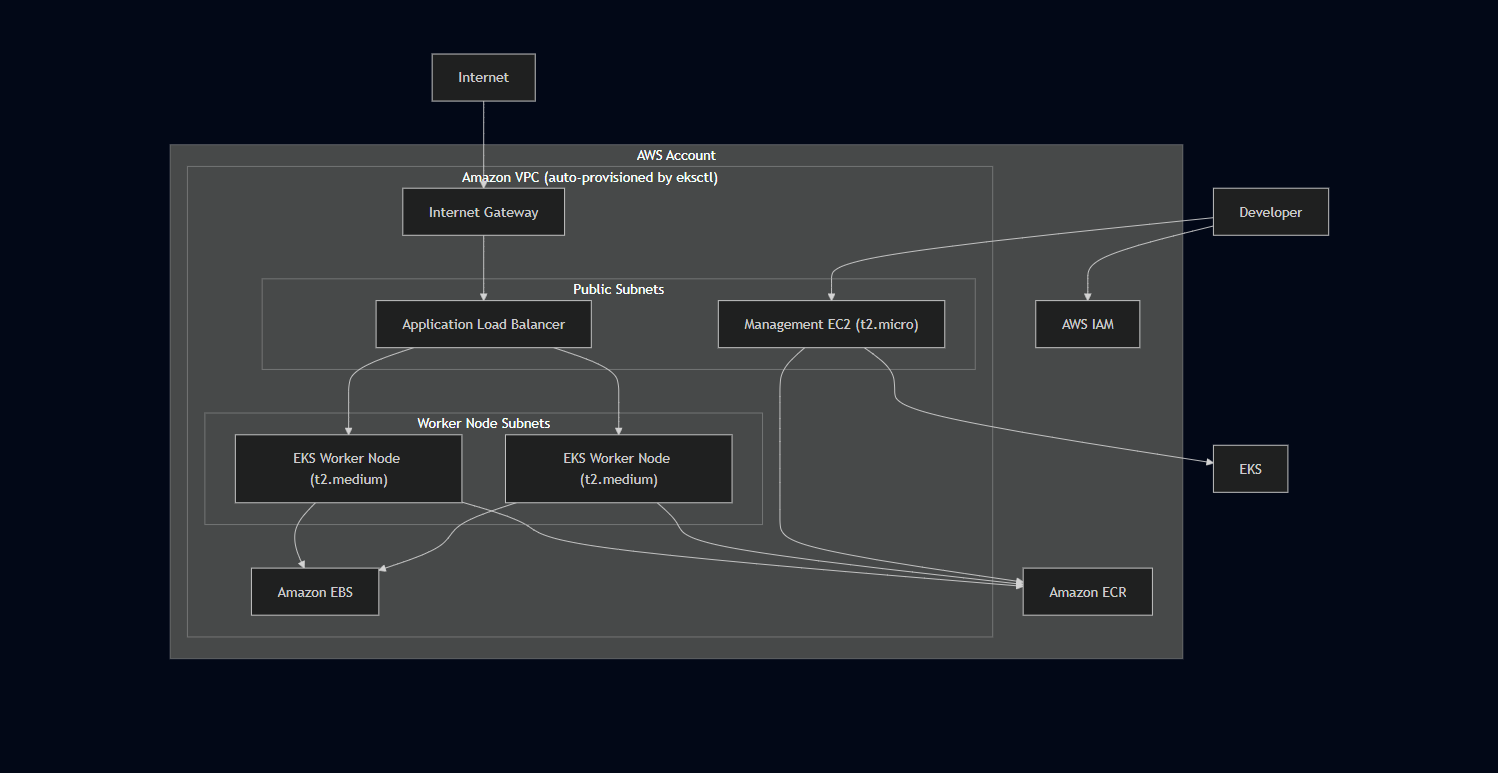 Internet
AWS Account
Amazon VPC (auto-provisioned by eksctl)
Internet Gateway
Developer
Public Subnets
Application Load Balancer
Management EC2 (t2.micro)
AWS IAM
Worker Node Subnets
EKS Worker Node
(t2.medium)
EKS Worker Node
(t2.medium)
EKS
Amazon EBS
Amazon ECR